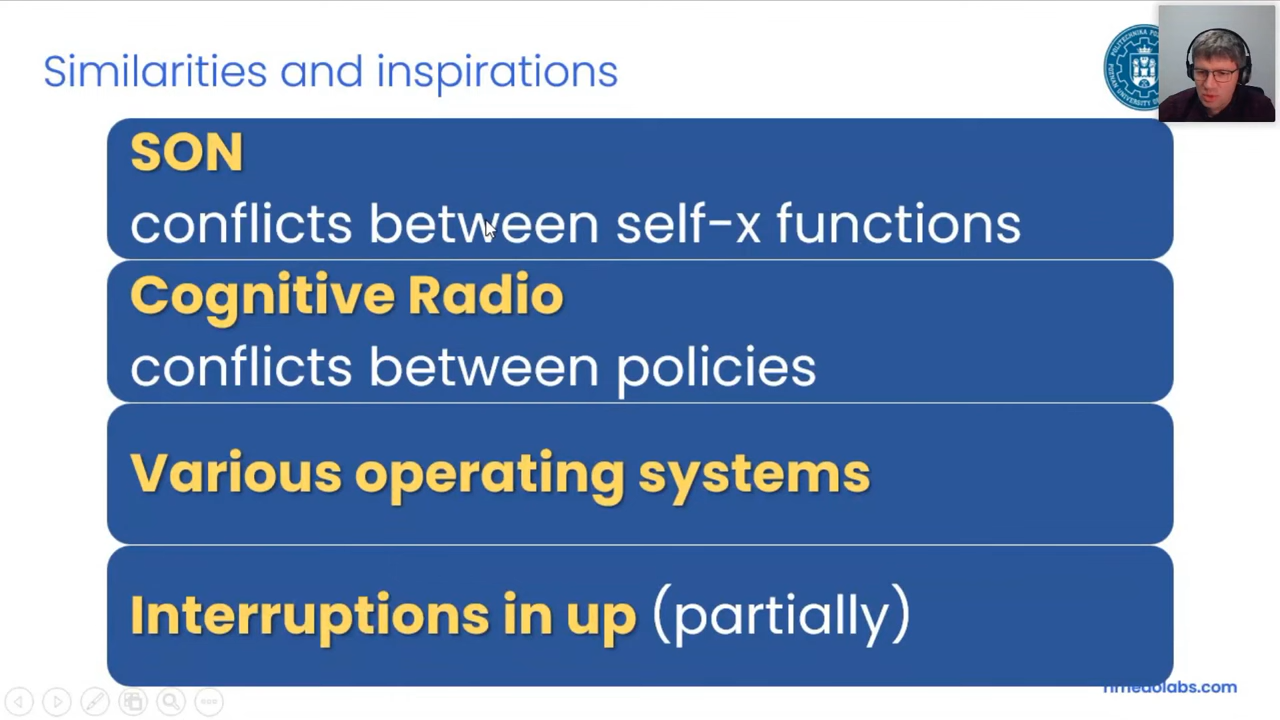 Similarities and inspirations
SON
conflicts between self-x functions
Cognitive Radio
conflicts between policies
Various operating systems
Interruptions in up (partially)
rimedolabs.com